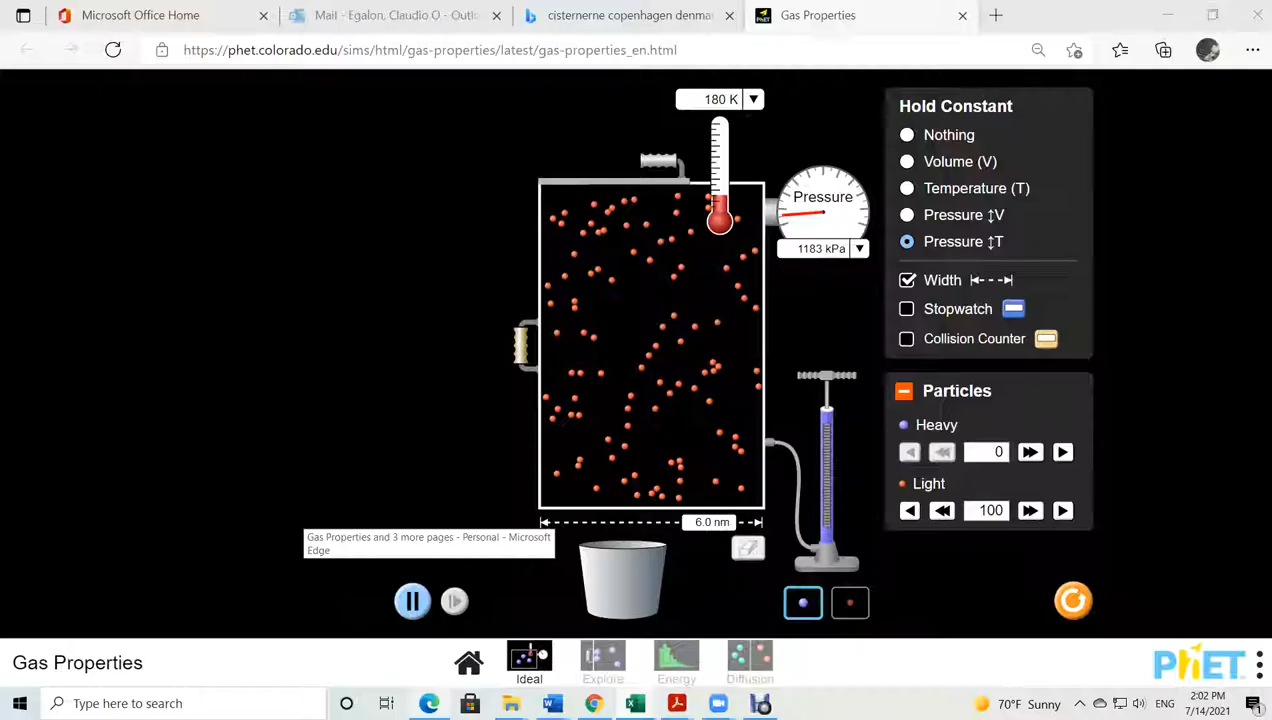 Microsoft Office Home
Mail - Egalon, Claudio O - Outlo
cisternerne copenhagen denmar
Gas Properties
https://phet.colorado.edu/sims/html/gas-properties/latest/gas-properties_en.html
180 K
Pressure
1183 kPa
Hold Constant
Nothing
Volume (V)
Temperature (T)
Pressure ↕V
Pressure ↕T
Width
Stopwatch
Collision Counter
Particles
Heavy
0
Light
100
6.0 nm
Gas Properties and 3 more pages - Personal - Microsoft
Edge
Gas Properties
Ideal
Explore
Energy
Diffusion
PhET
Type here to search
70°F Sunny
ENG
2:02 PM
7/14/2021
1